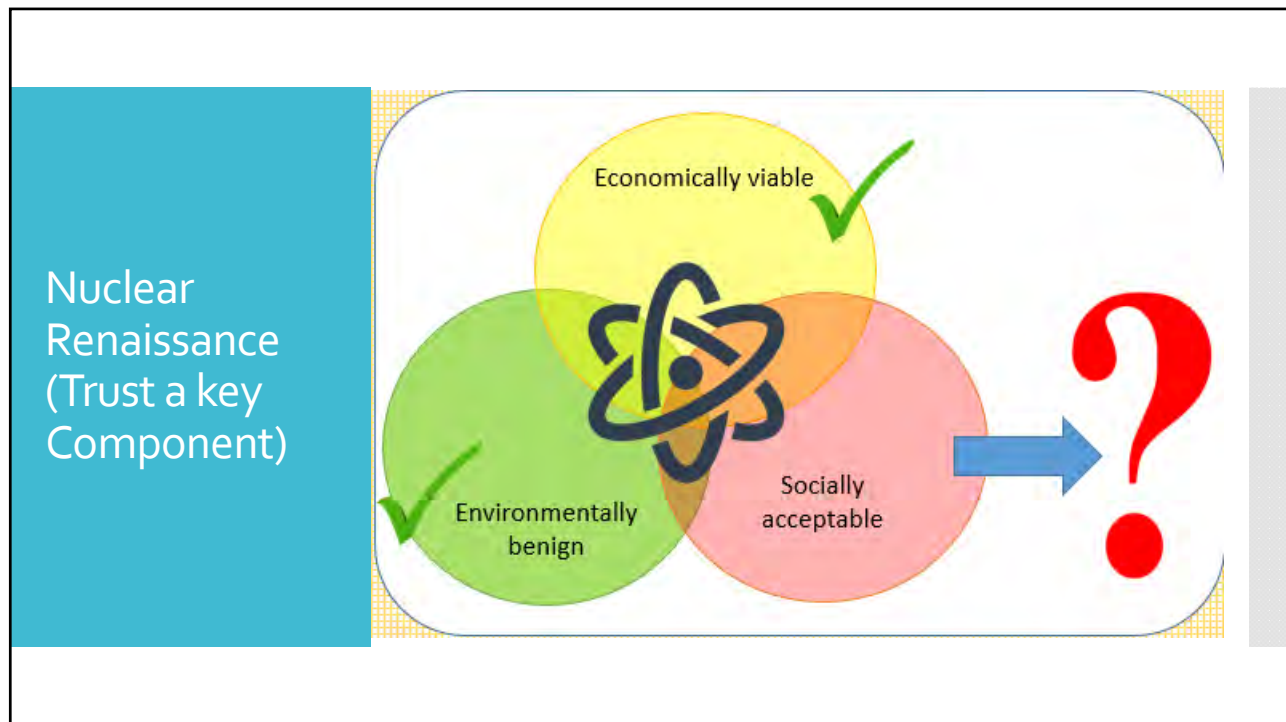 Nuclear
Renaissance
(Trust a key
Component)
Economically viable
Environmentally
benign
Socially
acceptable
?